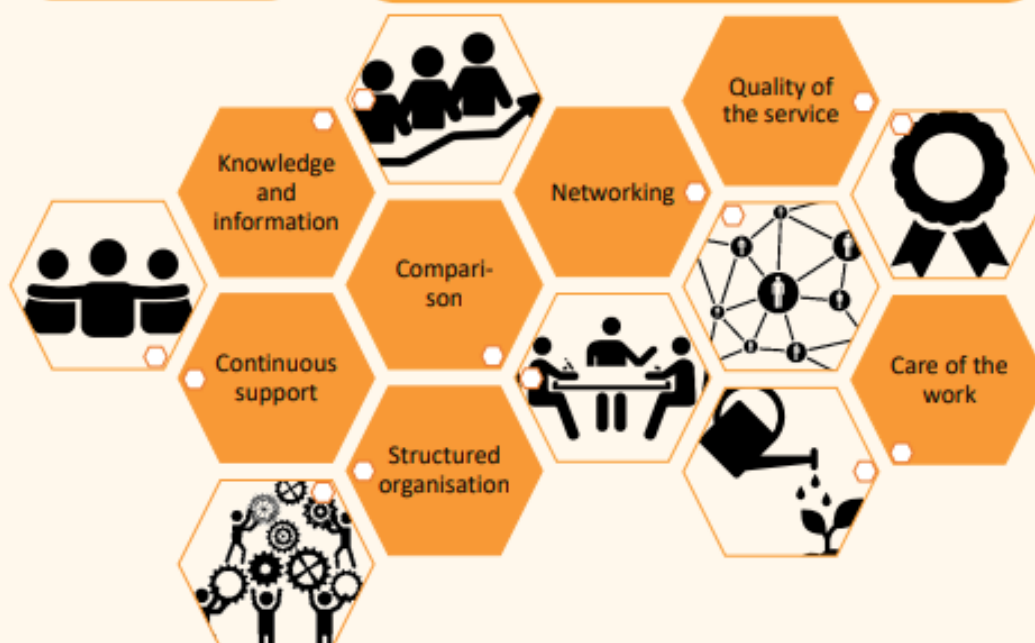 Quality of
the service
Knowledge
and
information
Networking
Compari-
son
Continuous
support
Care of the
work
Structured
organisation